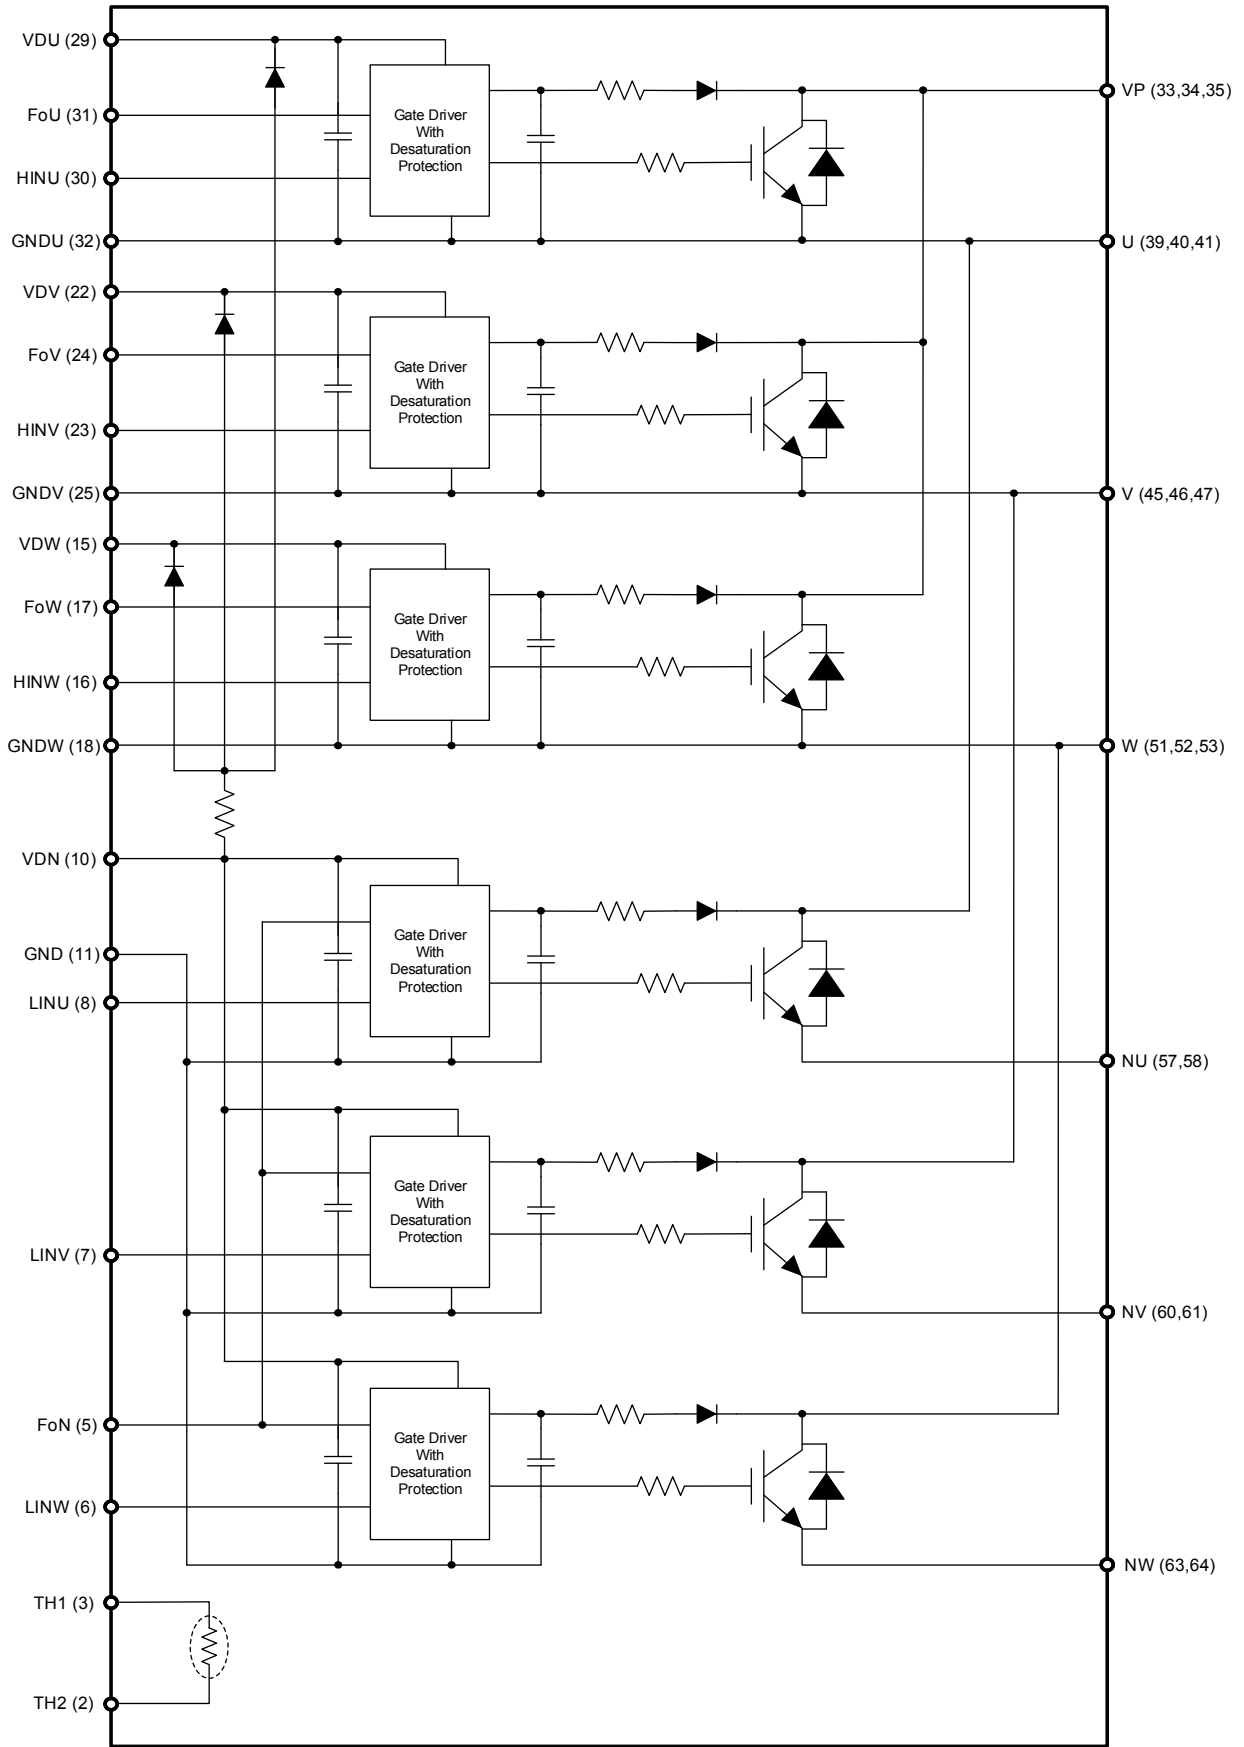 VDU (29)
FoU (31)
HINU (30)
GNDU (32)
Gate Driver
With
Desaturation
Protection
VP (33,34,35)
U (39,40,41)
VDV (22)
FoV (24)
HINV (23)
GNDV (25)
Gate Driver
With
Desaturation
Protection
V (45,46,47)
VDW (15)
FoW (17)
HINW (16)
GNDW (18)
Gate Driver
With
Desaturation
Protection
W (51,52,53)
VDN (10)
GND (11)
LINU (8)
Gate Driver
With
Desaturation
Protection
NU (57,58)
LINV (7)
Gate Driver
With
Desaturation
Protection
NV (60,61)
FoN (5)
LINW (6)
Gate Driver
With
Desaturation
Protection
NW (63,64)
TH1 (3)
TH2 (2)